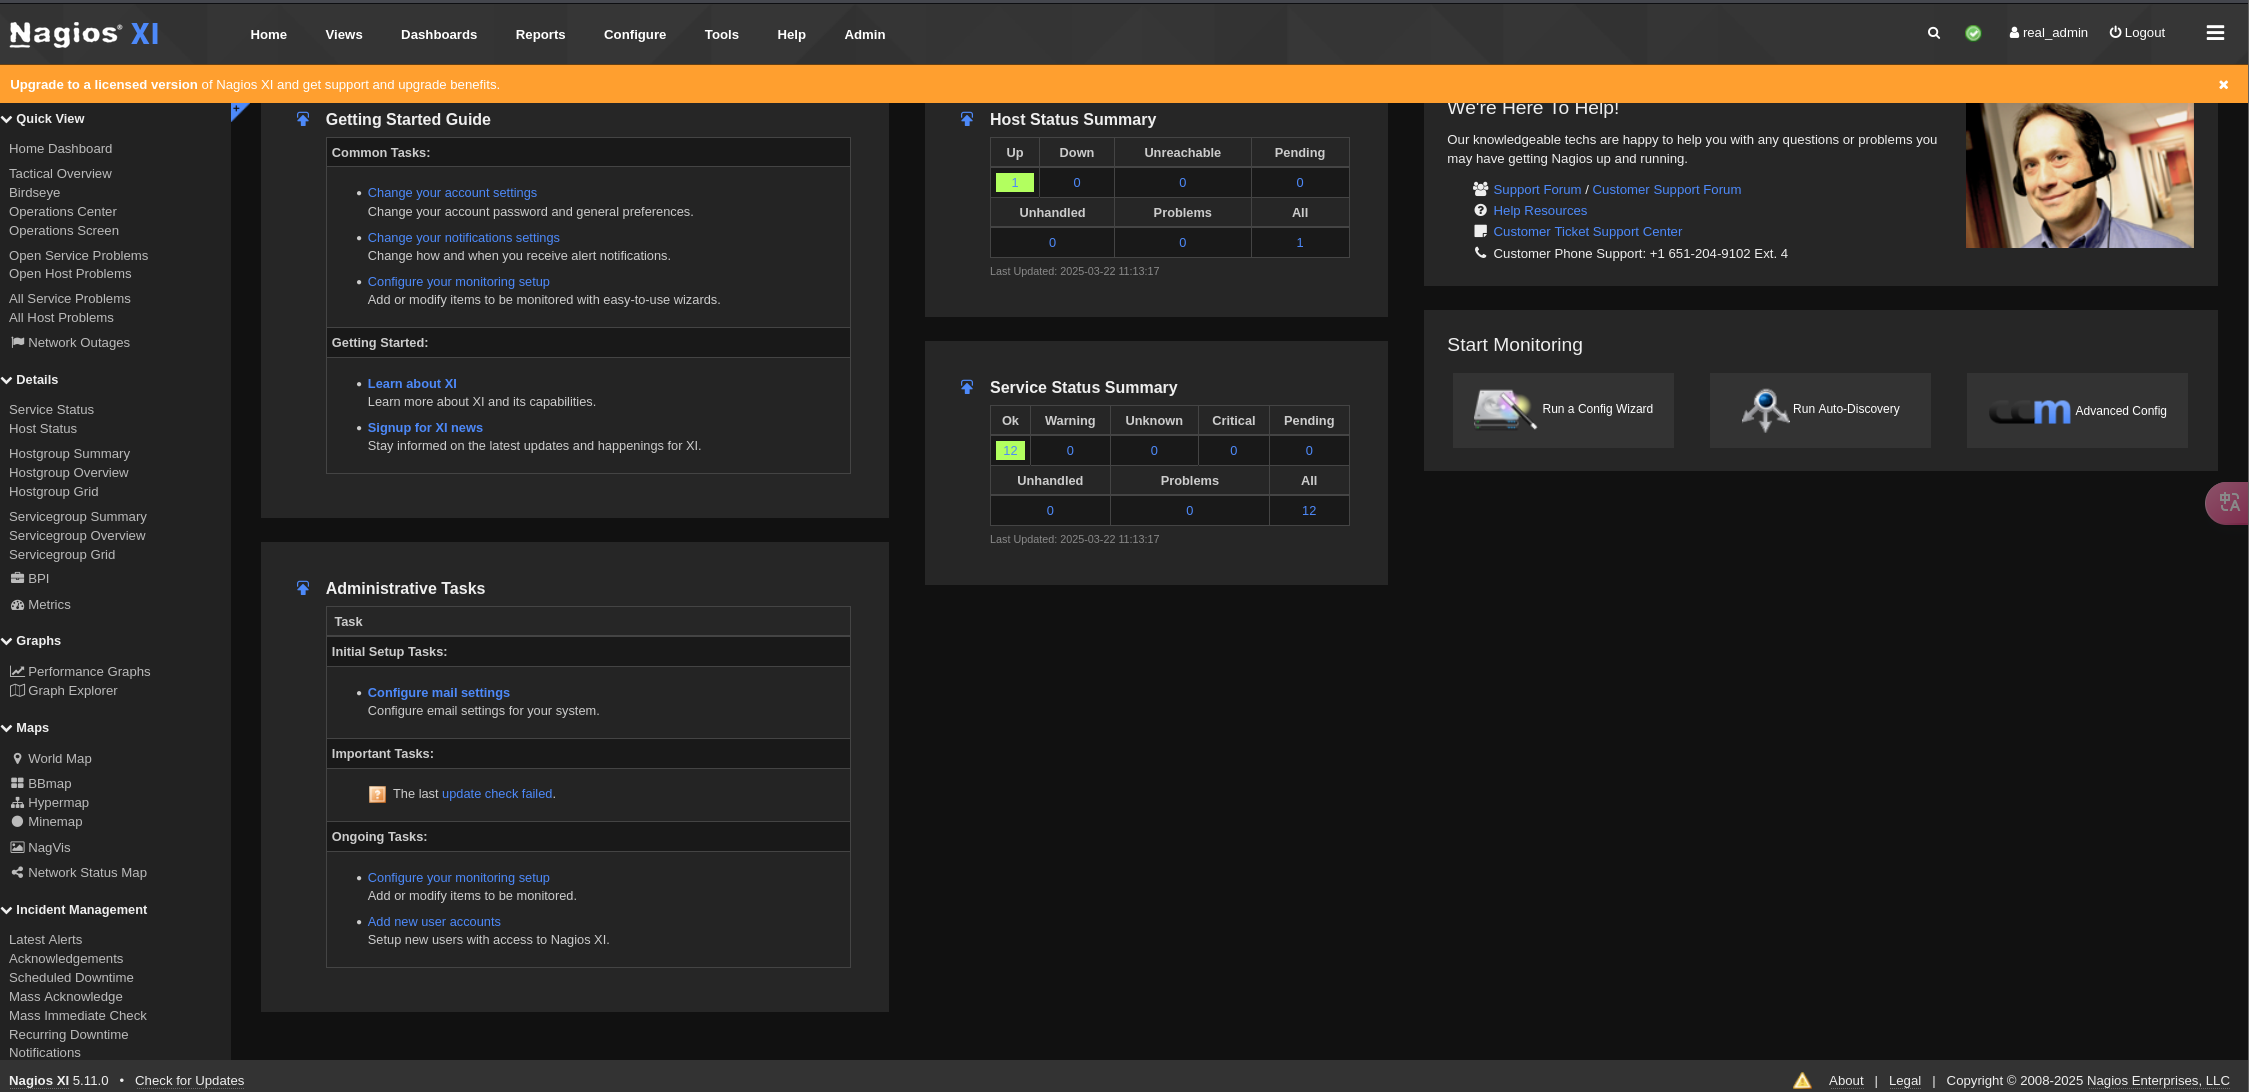 Nagios XI
Home Views Dashboards Reports Configure Tools Help Admin
real_admin Logout
Upgrade to a licensed version of Nagios XI and get support and upgrade benefits.
Quick View
Home Dashboard
Tactical Overview
Birdseye
Operations Center
Operations Screen
Open Service Problems
Open Host Problems
All Service Problems
All Host Problems
Network Outages
Details
Service Status
Host Status
Hostgroup Summary
Hostgroup Overview
Hostgroup Grid
Servicegroup Summary
Servicegroup Overview
Servicegroup Grid
BPI
Metrics
Graphs
Performance Graphs
Graph Explorer
Maps
World Map
BBmap
Hypermap
Minemap
NagVis
Network Status Map
Incident Management
Latest Alerts
Acknowledgements
Scheduled Downtime
Mass Acknowledge
Mass Immediate Check
Recurring Downtime
Notifications
Getting Started Guide
Common Tasks:
• Change your account settings
Change your account password and general preferences.
• Change your notifications settings
Change how and when you receive alert notifications.
• Configure your monitoring setup
Add or modify items to be monitored with easy-to-use wizards.
Getting Started:
• Learn about XI
Learn more about XI and its capabilities.
• Signup for XI news
Stay informed on the latest updates and happenings for XI.
Administrative Tasks
Task
Initial Setup Tasks:
• Configure mail settings
Configure email settings for your system.
Important Tasks:
The last update check failed.
Ongoing Tasks:
• Configure your monitoring setup
Add or modify items to be monitored.
• Add new user accounts
Setup new users with access to Nagios XI.
Host Status Summary
Up Down Unreachable Pending
1 0 0 0
Unhandled Problems All
0 0 1
Last Updated: 2025-03-22 11:13:17
Service Status Summary
Ok Warning Unknown Critical Pending
12 0 0 0 0
Unhandled Problems All
0 0 12
Last Updated: 2025-03-22 11:13:17
We're Here To Help!
Our knowledgeable techs are happy to help you with any questions or problems you
may have getting Nagios up and running.
Support Forum / Customer Support Forum
Help Resources
Customer Ticket Support Center
Customer Phone Support: +1 651-204-9102 Ext. 4
Start Monitoring
Run a Config Wizard
Run Auto-Discovery
ccm Advanced Config
中A
Nagios XI 5.11.0 • Check for Updates
About | Legal | Copyright © 2008-2025 Nagios Enterprises, LLC